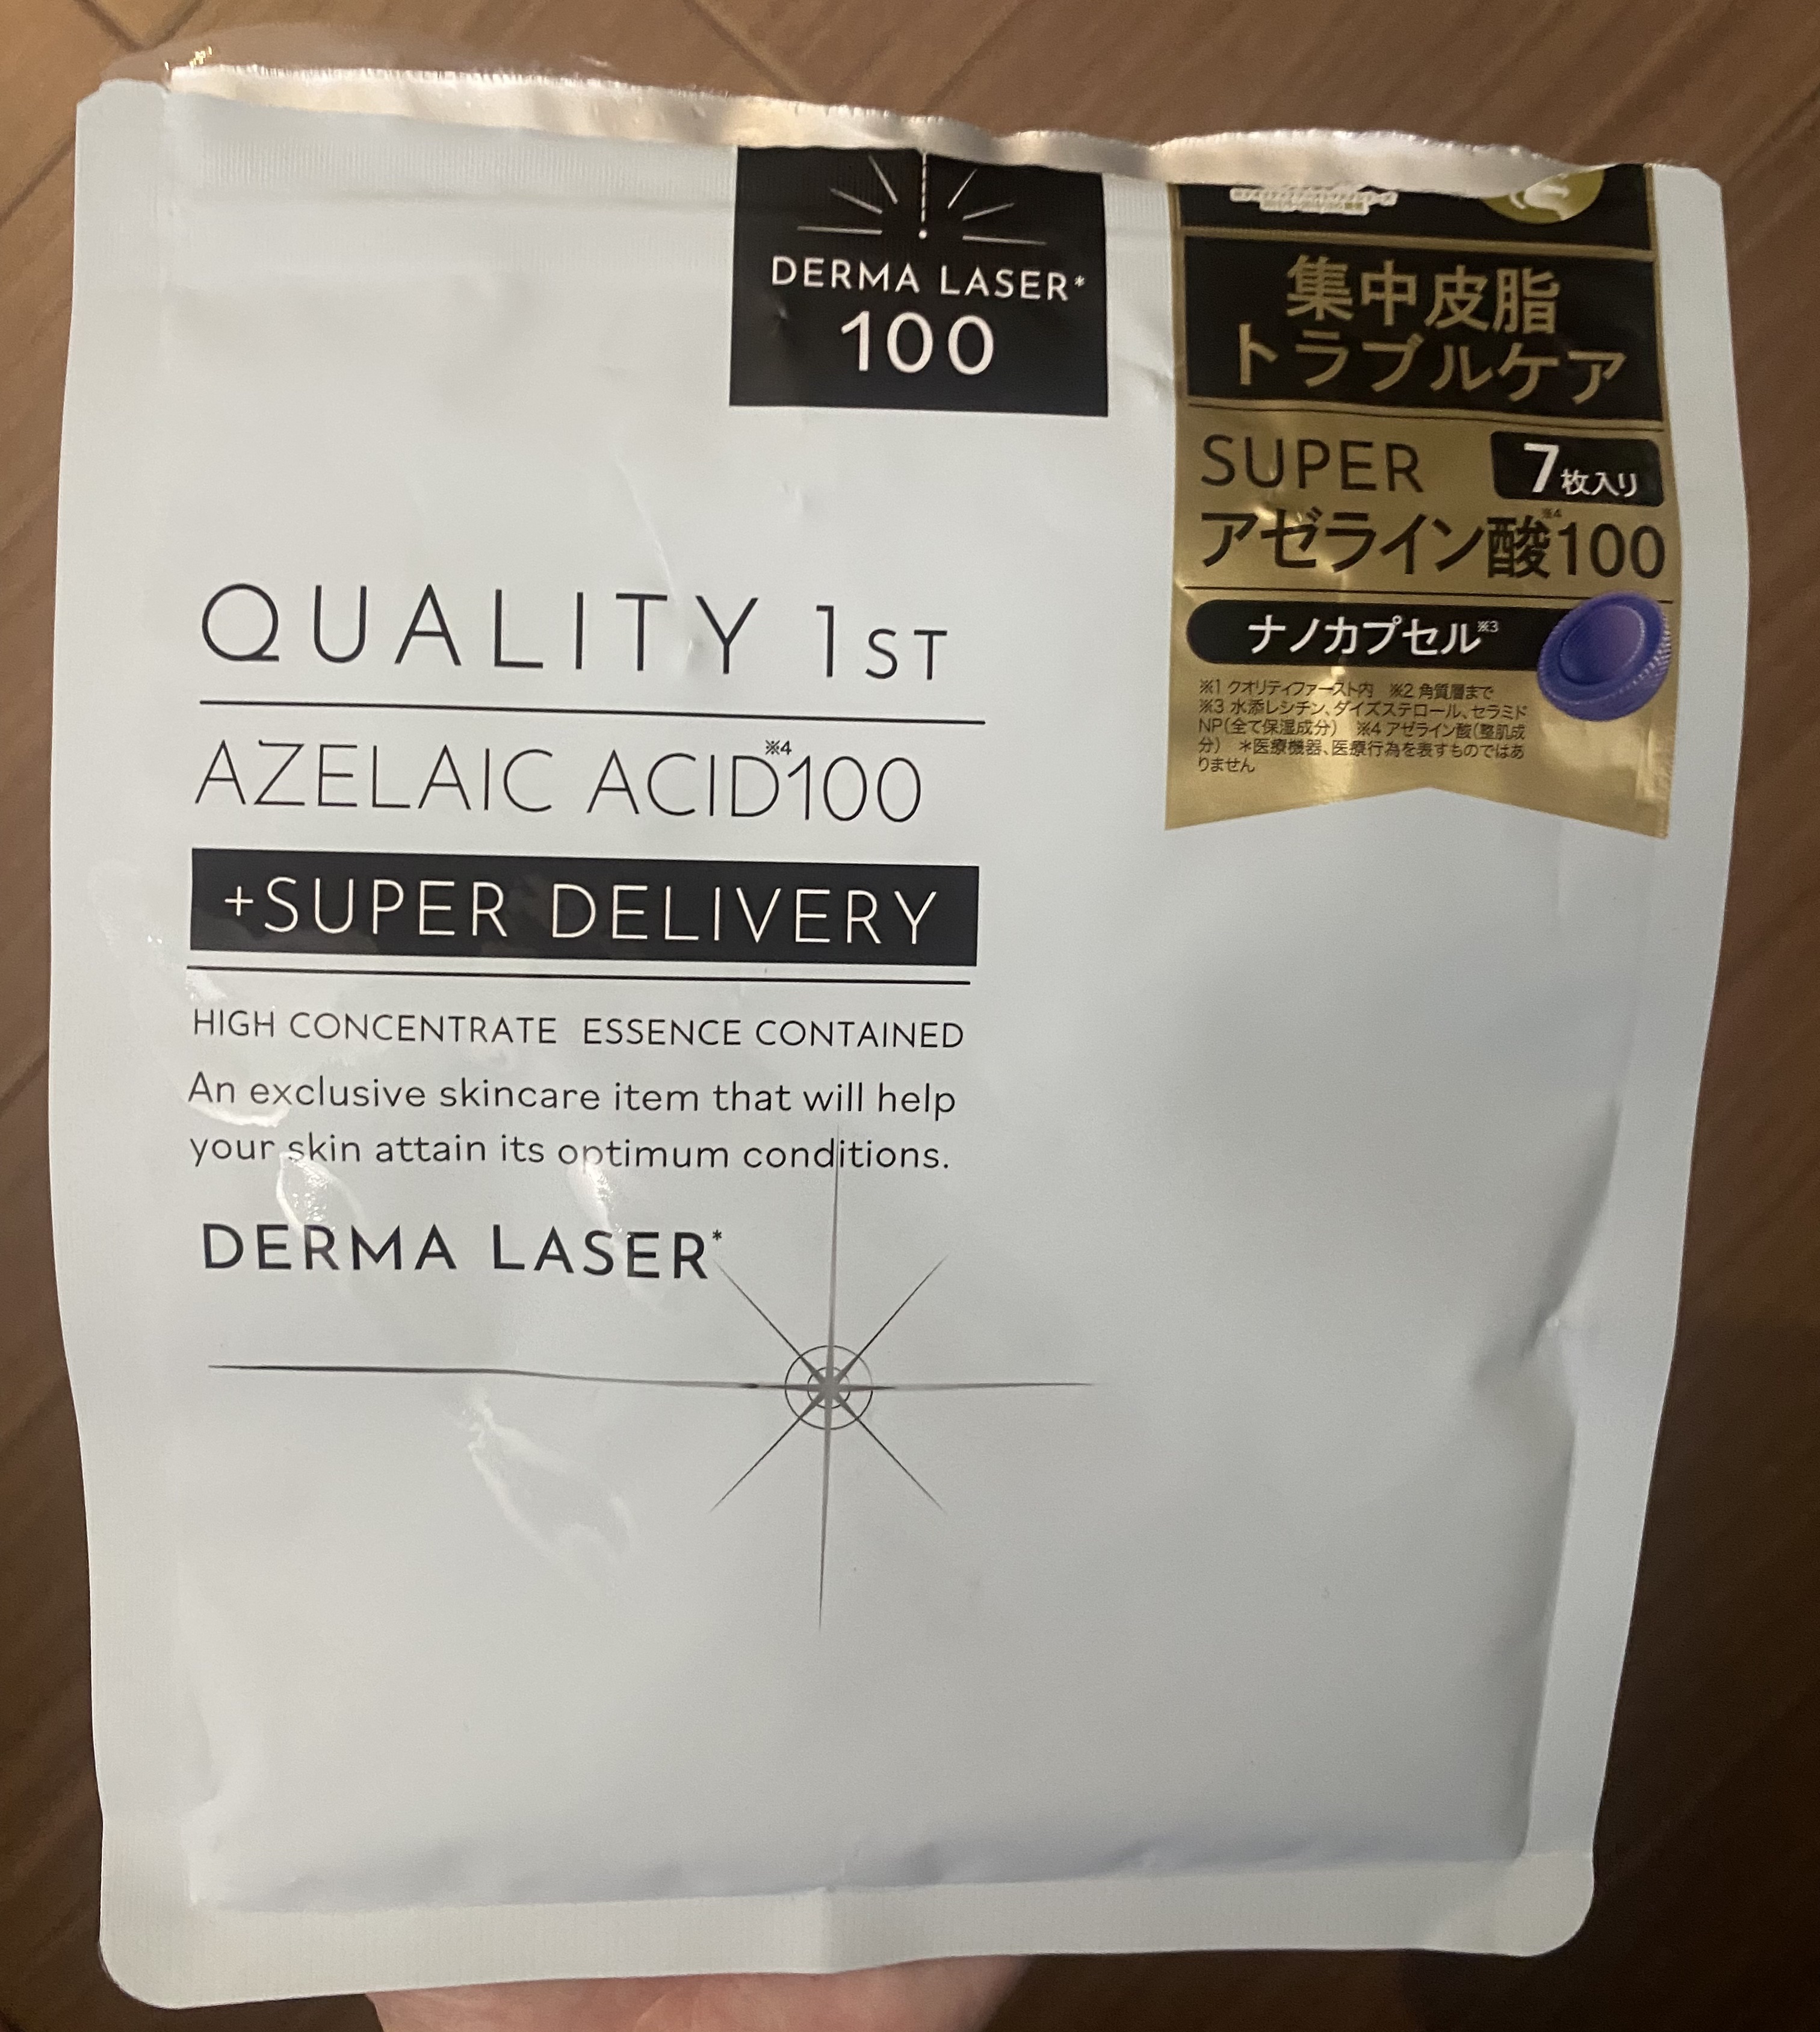 DERMA LASER*
100
集中皮脂
トラブルケア
SUPER
7枚入り
アゼライン酸※4100
ナノカプセル※3
※1 クオリティファースト内 ※2 角質層まで
※3 水添レシチン、ダイズステロール、セラミド
NP(全て保湿成分) ※4 アゼライン酸(整肌成
分) *医療機器、医療行為を表すものではあ
りません
QUALITY 1ST
AZELAIC ACID※4100
+SUPER DELIVERY
HIGH CONCENTRATE ESSENCE CONTAINED
An exclusive skincare item that will help
your skin attain its optimum conditions.
DERMA LASER*